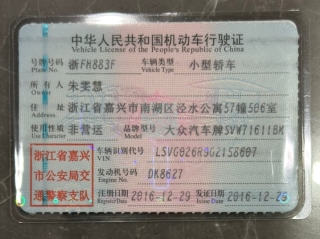 中华人民共和国机动车行驶证
Vehicle License of the People's Republic of China
号牌号码 浙FH883F 车辆类型 小型轿车
Plate No. Vehicle Type
所有人 朱雯慧
Owner
住址 浙江省嘉兴市南湖区泾水公寓57幢506室
Address
使用性质 非营运 品牌型号 大众汽车牌SVW71611BM
Use Character Model
浙江省嘉兴
市公安局交
通警察支队
车辆识别代号
VIN
发动机号码 DK8627
Engine No.
注册日期 2016-12-29 发证日期 2016-12-29
Register Date Issue Date